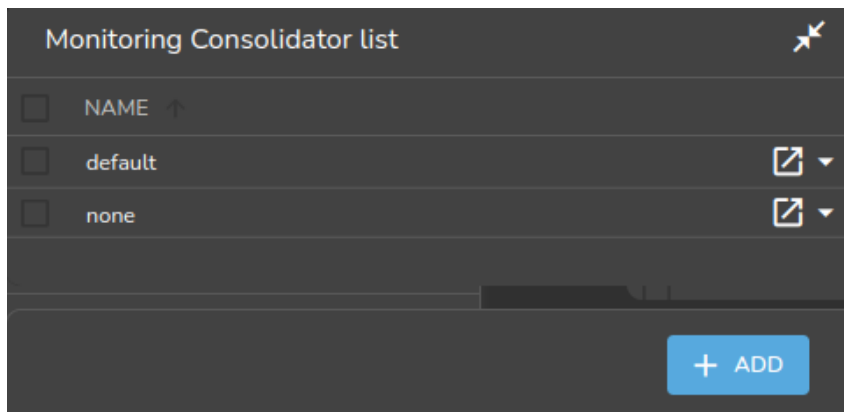 Monitoring Consolidator list
NAME
default
none
+ ADD